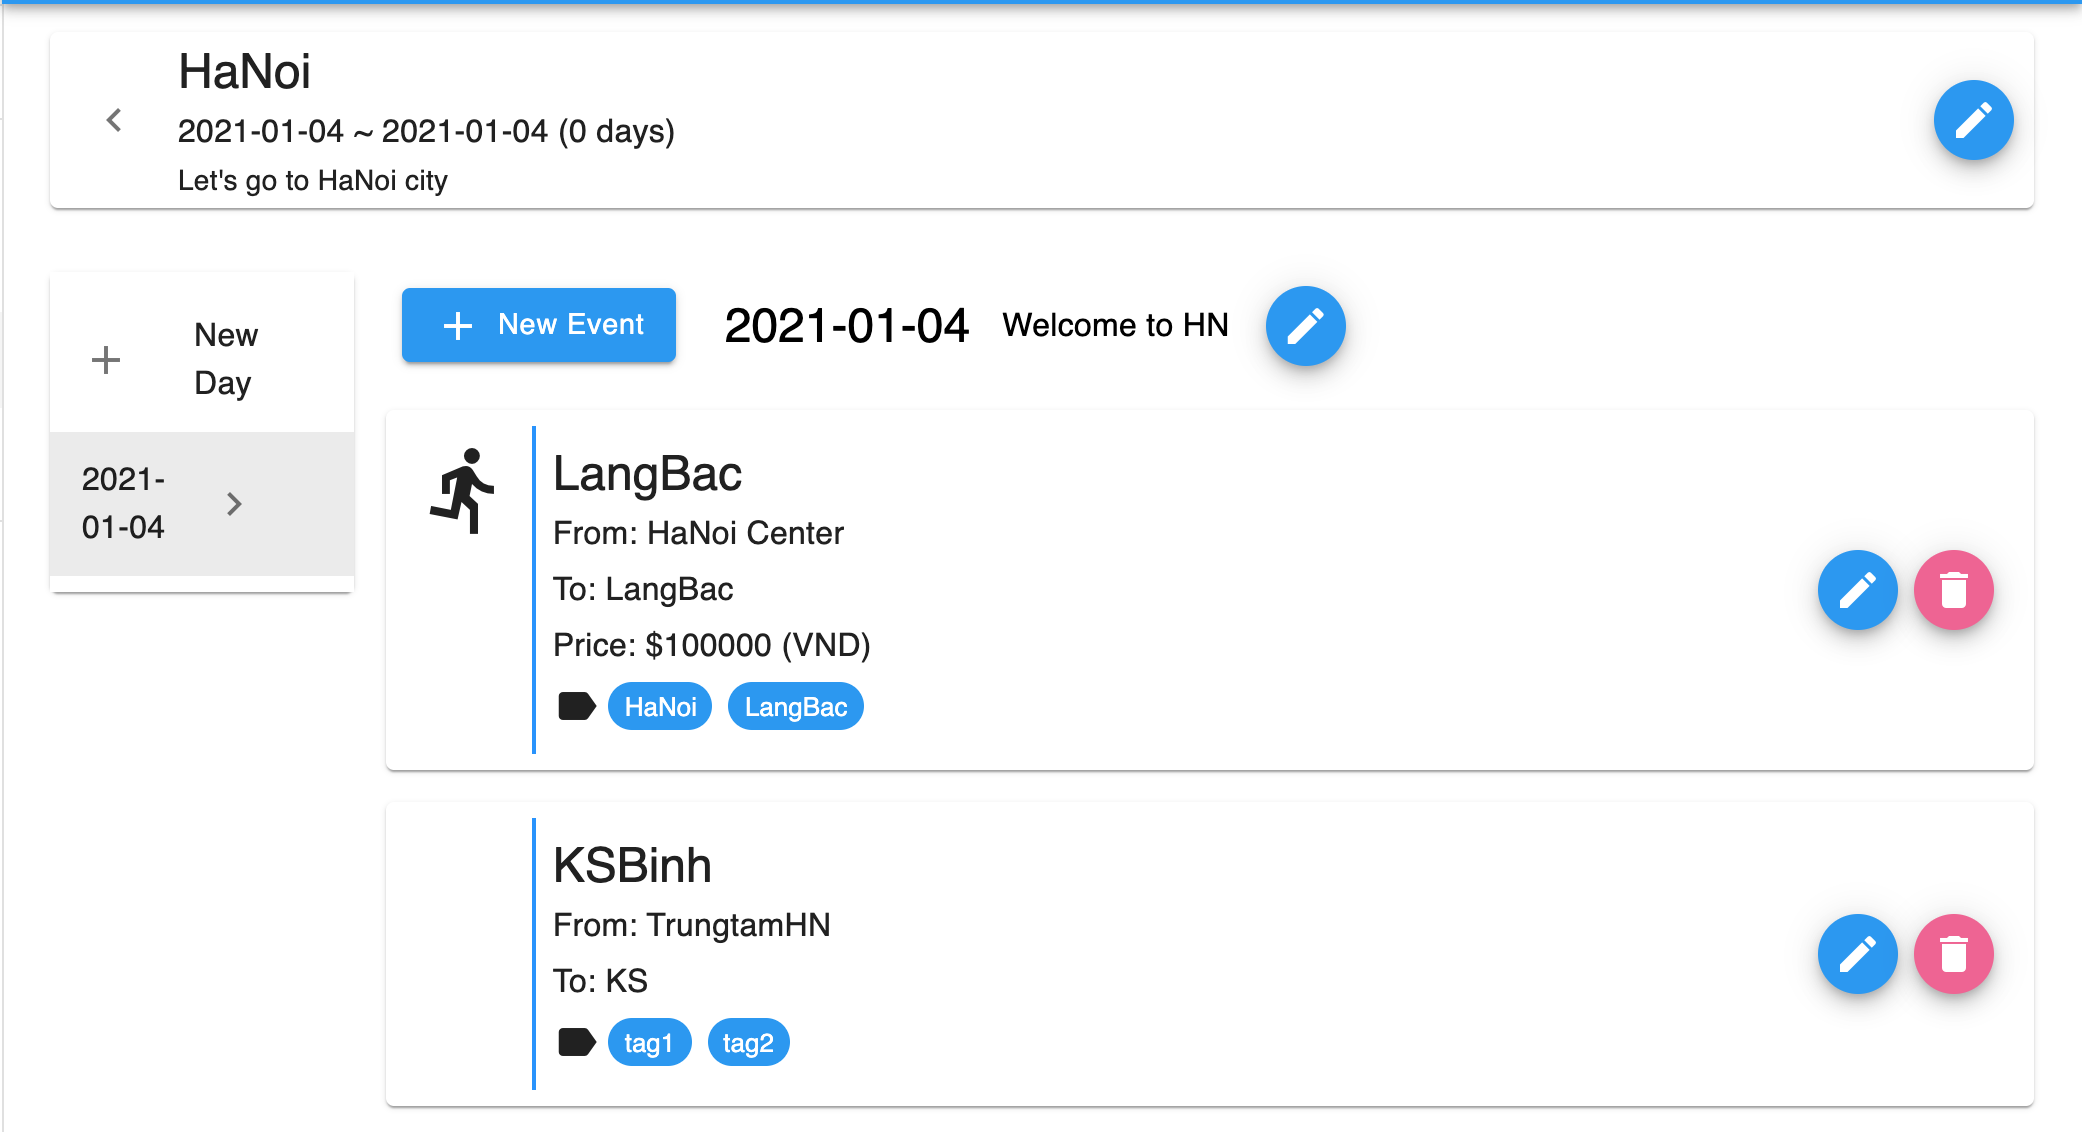 HaNoi
2021-01-04 ~ 2021-01-04 (0 days)
Let's go to HaNoi city
New
Day
2021-
01-04
New Event
2021-01-04 Welcome to HN
LangBac
From: HaNoi Center
To: LangBac
Price: $100000 (VND)
HaNoi LangBac
KSBinh
From: TrungtamHN
To: KS
tag1 tag2